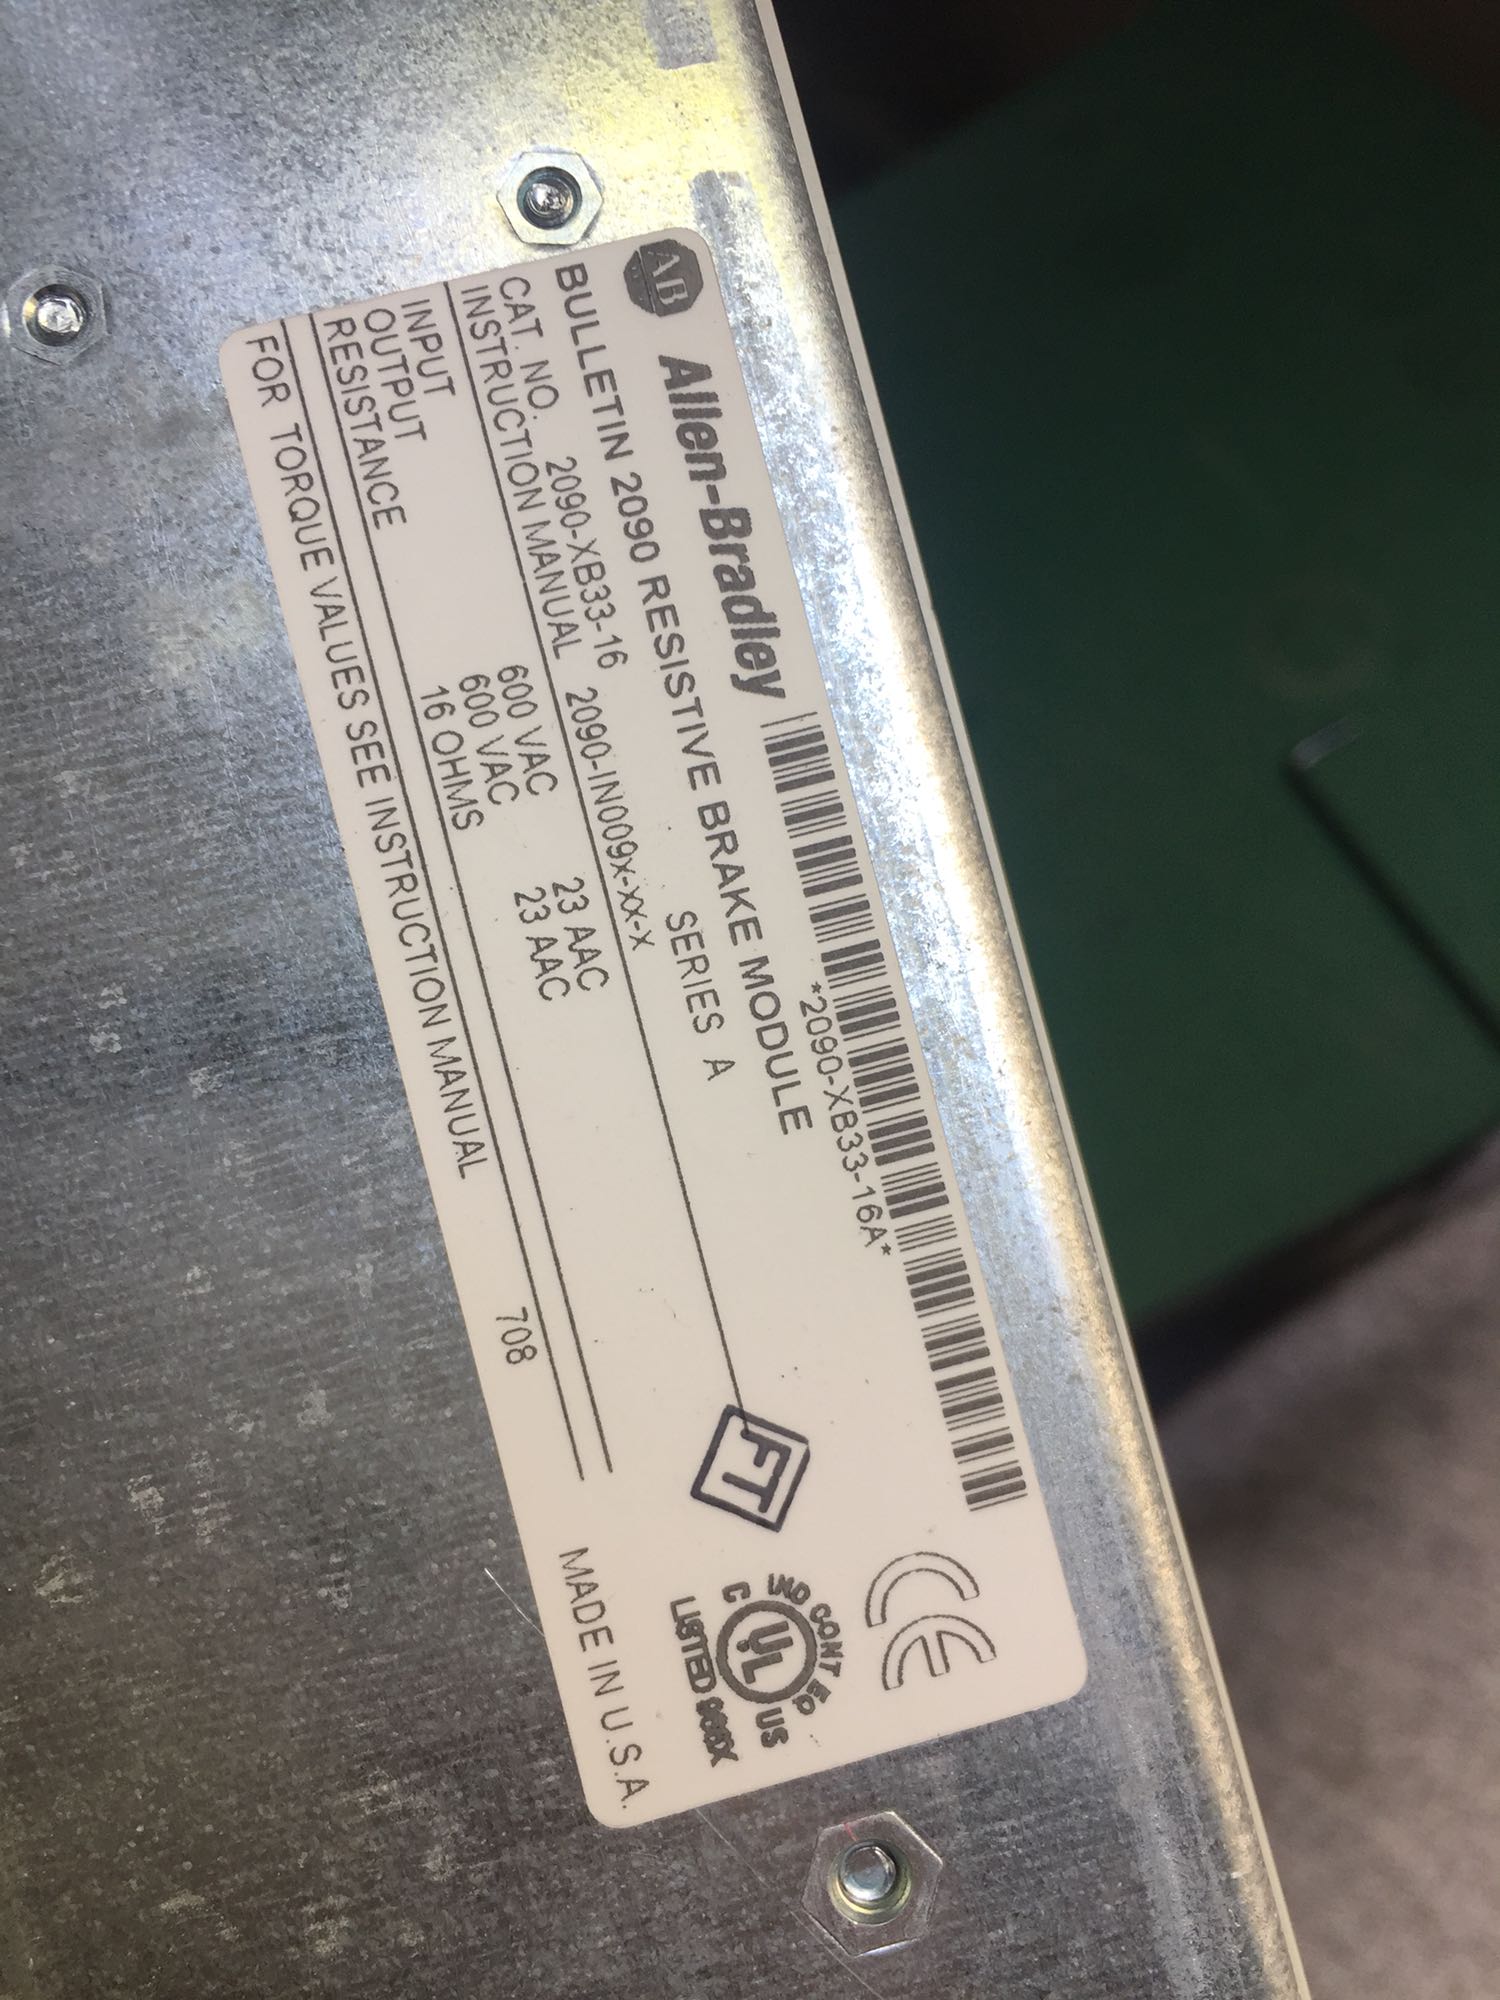 AB Allen-Bradley
*2090-XB33-16A*
BULLETIN 2090 RESISTIVE BRAKE MODULE
CAT. NO. 2090-XB33-16 SERIES A
INSTRUCTION MANUAL 2090-IN009x-xx-x
INPUT 600 VAC 23 AAC
OUTPUT 600 VAC 23 AAC
RESISTANCE 16 OHMS
FOR TORQUE VALUES SEE INSTRUCTION MANUAL 708
FT
CE
IND CONT EQ
C UL US
LISTED
MADE IN U.S.A.